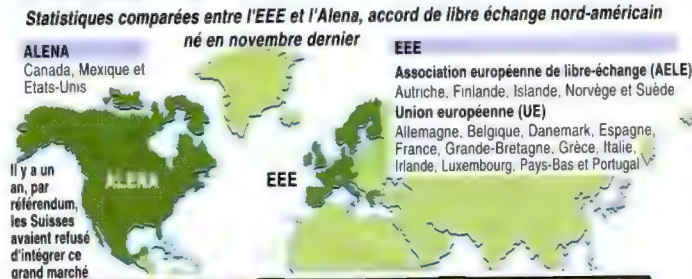 Statistiques comparées entre l'EEE et l'Alena, accord de libre échange nord-américain
né en novembre dernier
ALENA
Canada, Mexique et
Etats-Unis
EEE
Association européenne de libre-échange (AELE)
Autriche, Finlande, Islande, Norvège et Suède
Union européenne (UE)
Allemagne, Belgique, Danemark, Espagne,
France, Grande-Bretagne, Grèce, Italie,
Irlande, Luxembourg, Pays-Bas et Portugal
Il y a un
an, par
référendum,
les Suisses
avaient refusé
d'intégrer ce
grand marché
ALENA
EEE